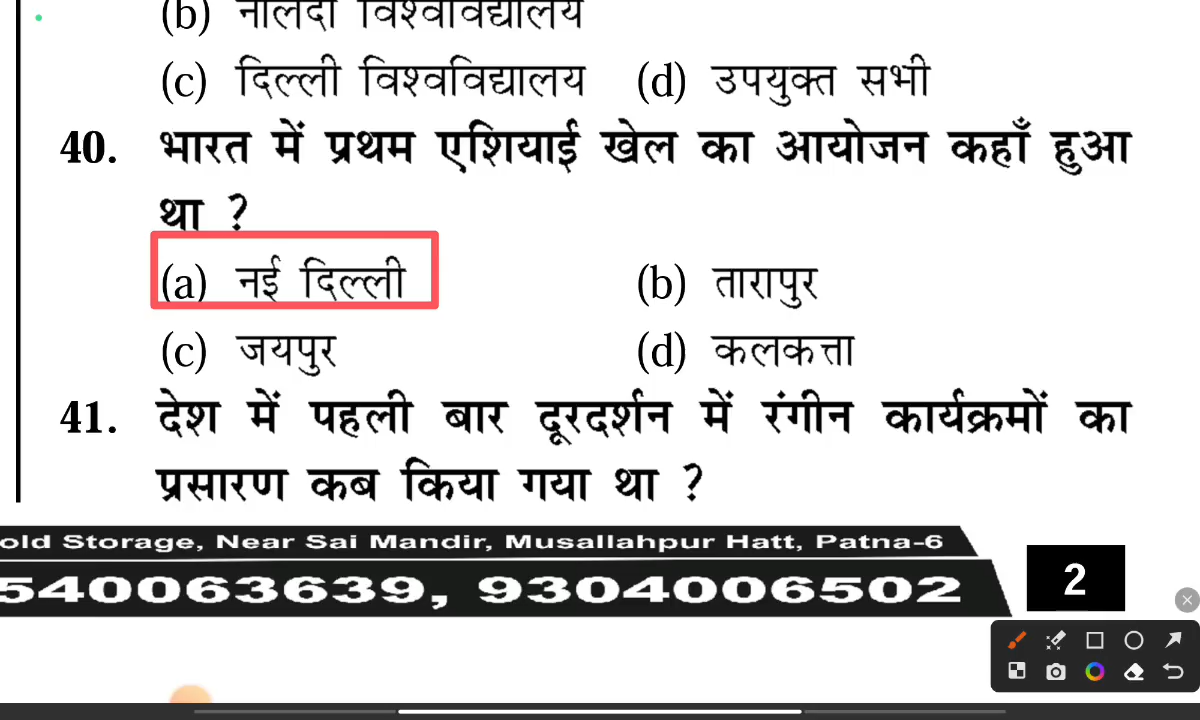 (b) नालंदा विश्वविद्यालय
(c) दिल्ली विश्वविद्यालय (d) उपयुक्त सभी
40. भारत में प्रथम एशियाई खेल का आयोजन कहाँ हुआ
था ?
(a) नई दिल्ली (b) तारापुर
(c) जयपुर (d) कलकत्ता
41. देश में पहली बार दूरदर्शन में रंगीन कार्यक्रमों का
प्रसारण कब किया गया था ?
old Storage, Near Sai Mandir, Musallahpur Hatt, Patna-6
540063639, 9304006502 2